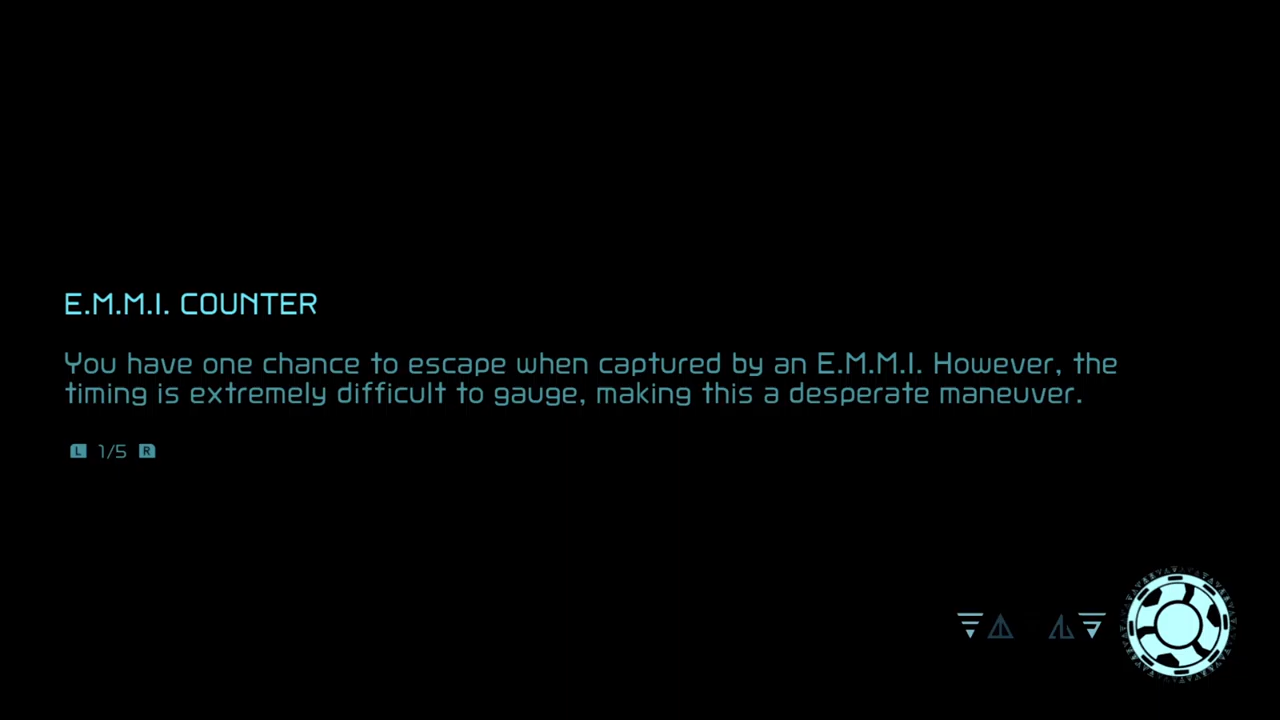 E.M.M.I. COUNTER
You have one chance to escape when captured by an E.M.M.I. However, the
timing is extremely difficult to gauge, making this a desperate maneuver.
L 1/5 R